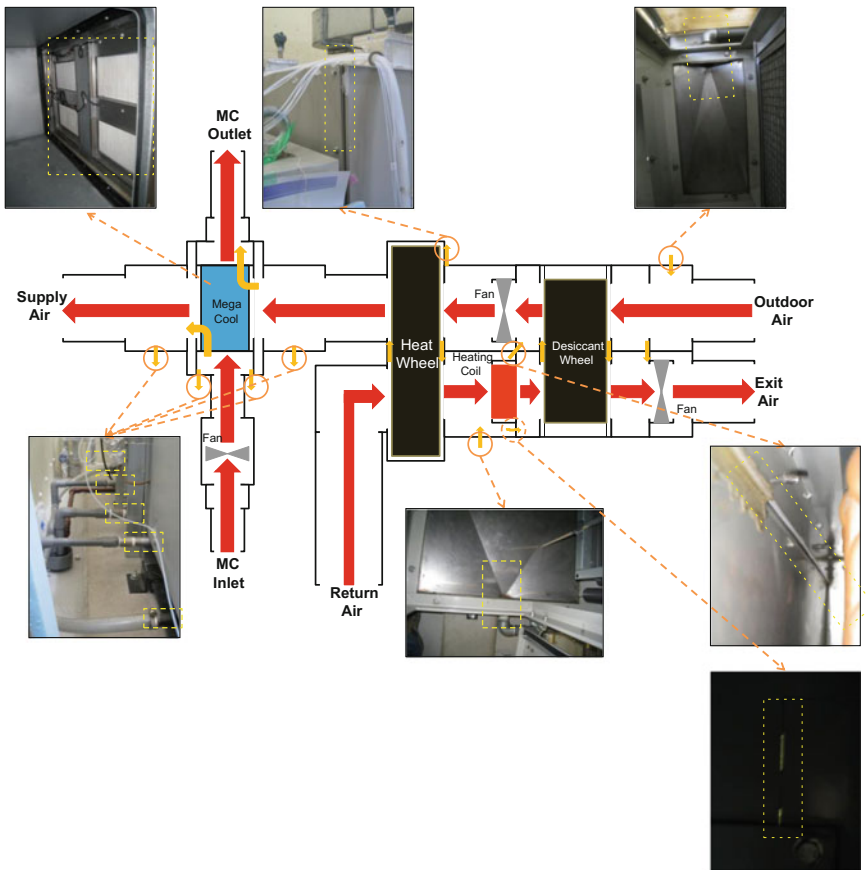 MC
Outlet
Supply
Air
Mega
Cool
Fan
Heat
Wheel
Heating
Coil
Desiccant
Wheel
Outdoor
Air
Exit
Air
Fan
Fan
MC
Inlet
Return
Air